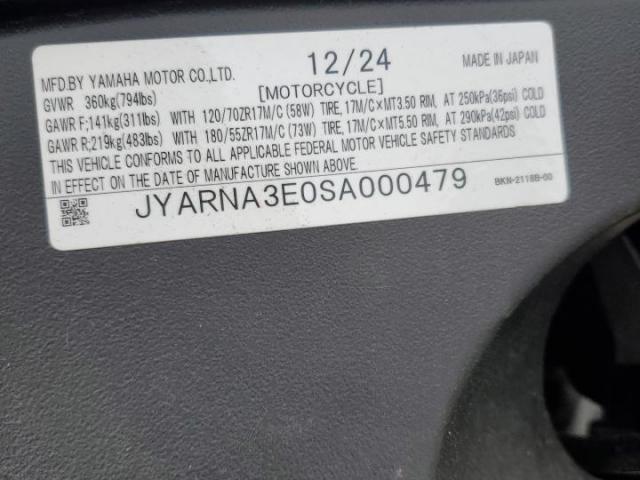 MFD.BY YAMAHA MOTOR CO.,LTD. 12/24 MADE IN JAPAN
GVWR 360kg(794lbs) [MOTORCYCLE]
GAWR F;141kg(311lbs) WITH 120/70ZR17M/C (58W) TIRE, 17M/C×MT3.50 RIM, AT 250kPa(36psi) COLD
GAWR R;219kg(483lbs) WITH 180/55ZR17M/C (73W) TIRE, 17M/C×MT5.50 RIM, AT 290kPa(42psi) COLD
THIS VEHICLE CONFORMS TO ALL APPLICABLE FEDERAL MOTOR VEHICLE SAFETY STANDARDS
IN EFFECT ON THE DATE OF MANUFACTURE SHOWN ABOVE.
JYARNA3E0SA000479 BKN-2118B-00